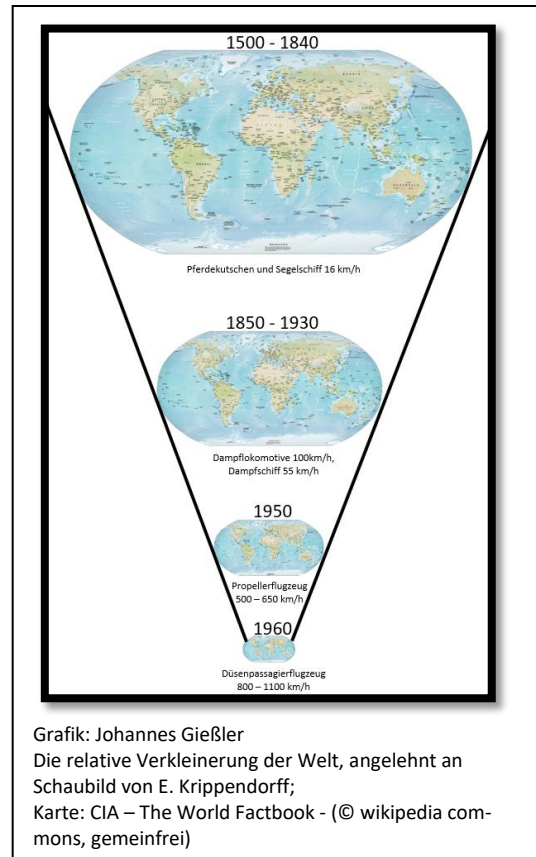 1500 - 1840
Pferdekutschen und Segelschiff 16 km/h
1850 - 1930
Dampflokomotive 100km/h,
Dampfschiff 55 km/h
1950
Propellerflugzeug
500 – 650 km/h
1960
Düsenpassagierflugzeug
800 – 1100 km/h
Grafik: Johannes Gießler
Die relative Verkleinerung der Welt, angelehnt an
Schaubild von E. Krippendorff;
Karte: CIA – The World Factbook - (© wikipedia com-
mons, gemeinfrei)